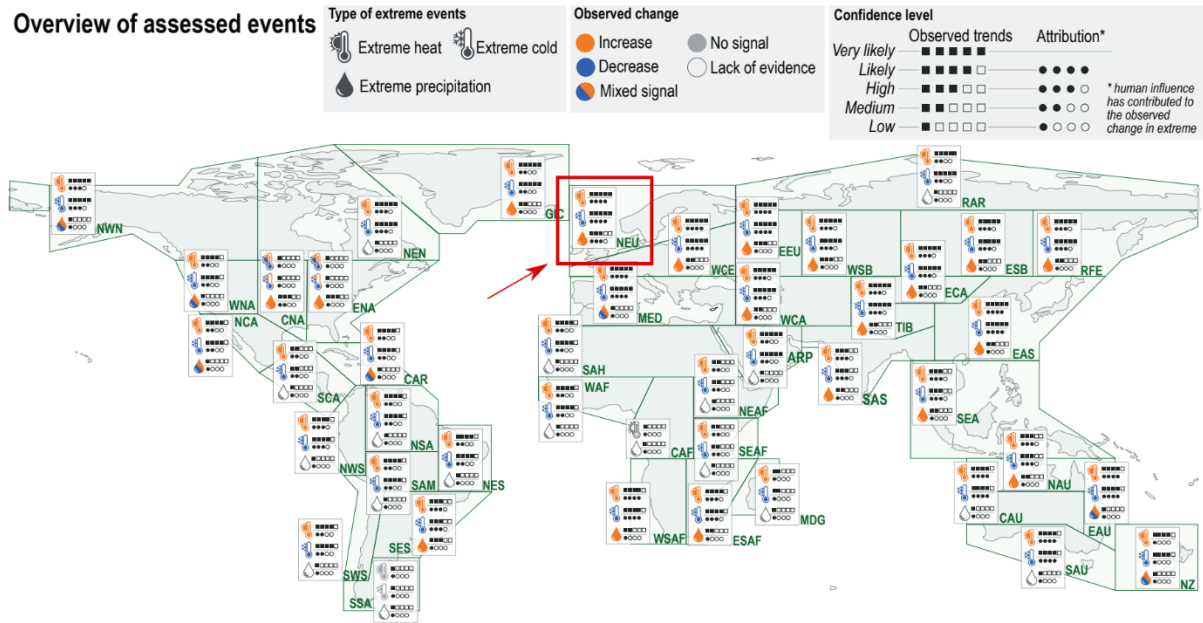 Overview of assessed events
Type of extreme events
Extreme heat
Extreme cold
Extreme precipitation
Observed change
Increase
No signal
Decrease
Lack of evidence
Mixed signal
Confidence level
Observed trends
Attribution*
Very likely
Likely
High
Medium
Low
* human influence
has contributed to
the observed
change in extreme
NWN
NEN
GIC
NEU
RAR
WCE
EEU
WSB
ESB
RFE
WNA
CNA
ENA
NCA
MED
WCA
ECA
TIB
EAS
SCA
CAR
SAH
WAF
ARP
SAS
NEAF
SEA
NWS
NSA
SAM
NES
CAF
SEAF
NAU
WSAF
ESAF
MDG
CAU
EAU
SWS
SES
SSA
SAU
NZ